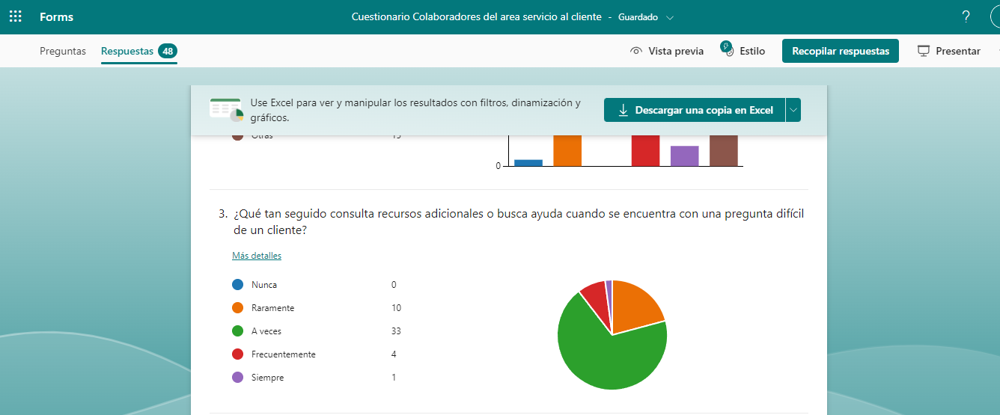 Forms
Cuestionario Colaboradores del area servicio al cliente - Guardado
?
Preguntas
Respuestas 48
Vista previa
Estilo
Recopilar respuestas
Presentar
Use Excel para ver y manipular los resultados con filtros, dinamización y
gráficos.
Descargar una copia en Excel
Otras 15
0
3. ¿Qué tan seguido consulta recursos adicionales o busca ayuda cuando se encuentra con una pregunta difícil
de un cliente?
Más detalles
Nunca 0
Raramente 10
A veces 33
Frecuentemente 4
Siempre 1